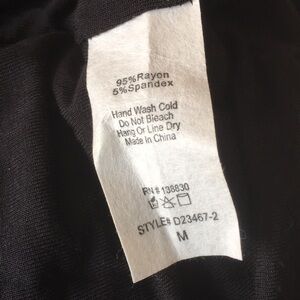 95%Rayon
5%Spandex
Hand Wash Cold
Do Not Bleach
Hang Or Line Dry
Made in China
RN# 138830
STYLE# D23467-2
M